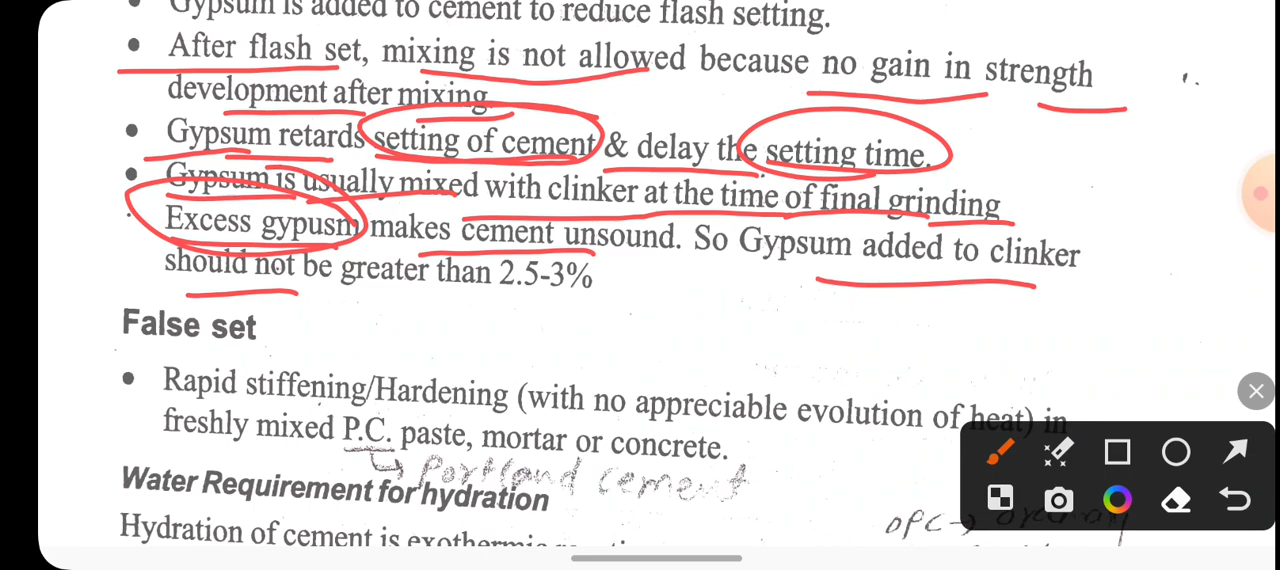 Gypsum is added to cement to reduce flash setting.
• After flash set, mixing is not allowed because no gain in strength
development after mixing.
• Gypsum retards setting of cement & delay the setting time.
• Gypsum is usually mixed with clinker at the time of final grinding
Excess gypusm makes cement unsound. So Gypsum added to clinker
should not be greater than 2.5-3%
False set
• Rapid stiffening/Hardening (with no appreciable evolution of heat) in
freshly mixed P.C. paste, mortar or concrete.
Portland cement
Water Requirement for hydration
OPC → ordinary
Hydration of cement is exothermic